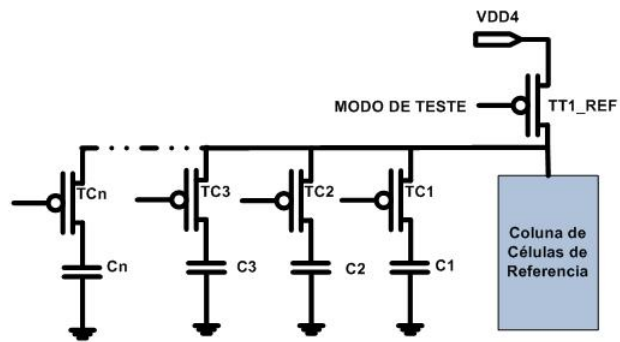 VDD4
MODO DE TESTE
TT1_REF
TCn
TC3
TC2
TC1
Cn
C3
C2
C1
Coluna de
Células de
Referencia